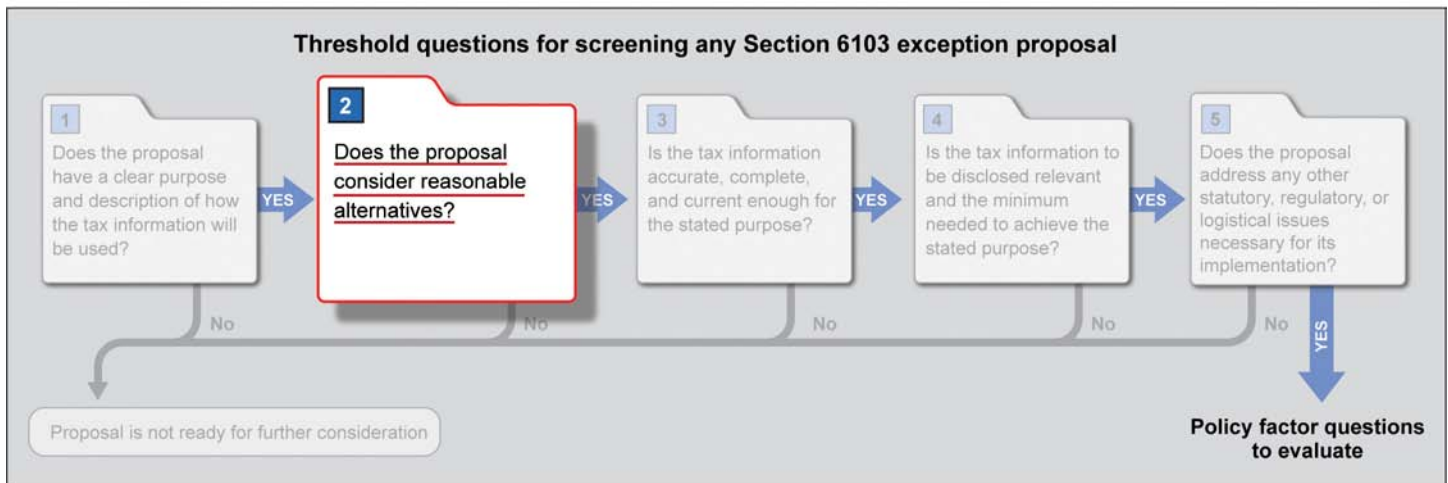 Threshold questions for screening any Section 6103 exception proposal
1
Does the proposal
have a clear purpose
and description of how
the tax information will
be used?
YES
2
Does the proposal
consider reasonable
alternatives?
YES
3
Is the tax information
accurate, complete,
and current enough for
the stated purpose?
YES
4
Is the tax information to
be disclosed relevant
and the minimum
needed to achieve the
stated purpose?
YES
5
Does the proposal
address any other
statutory, regulatory, or
logistical issues
necessary for its
implementation?
No
No
No
No
No
YES
Proposal is not ready for further consideration
Policy factor questions
to evaluate